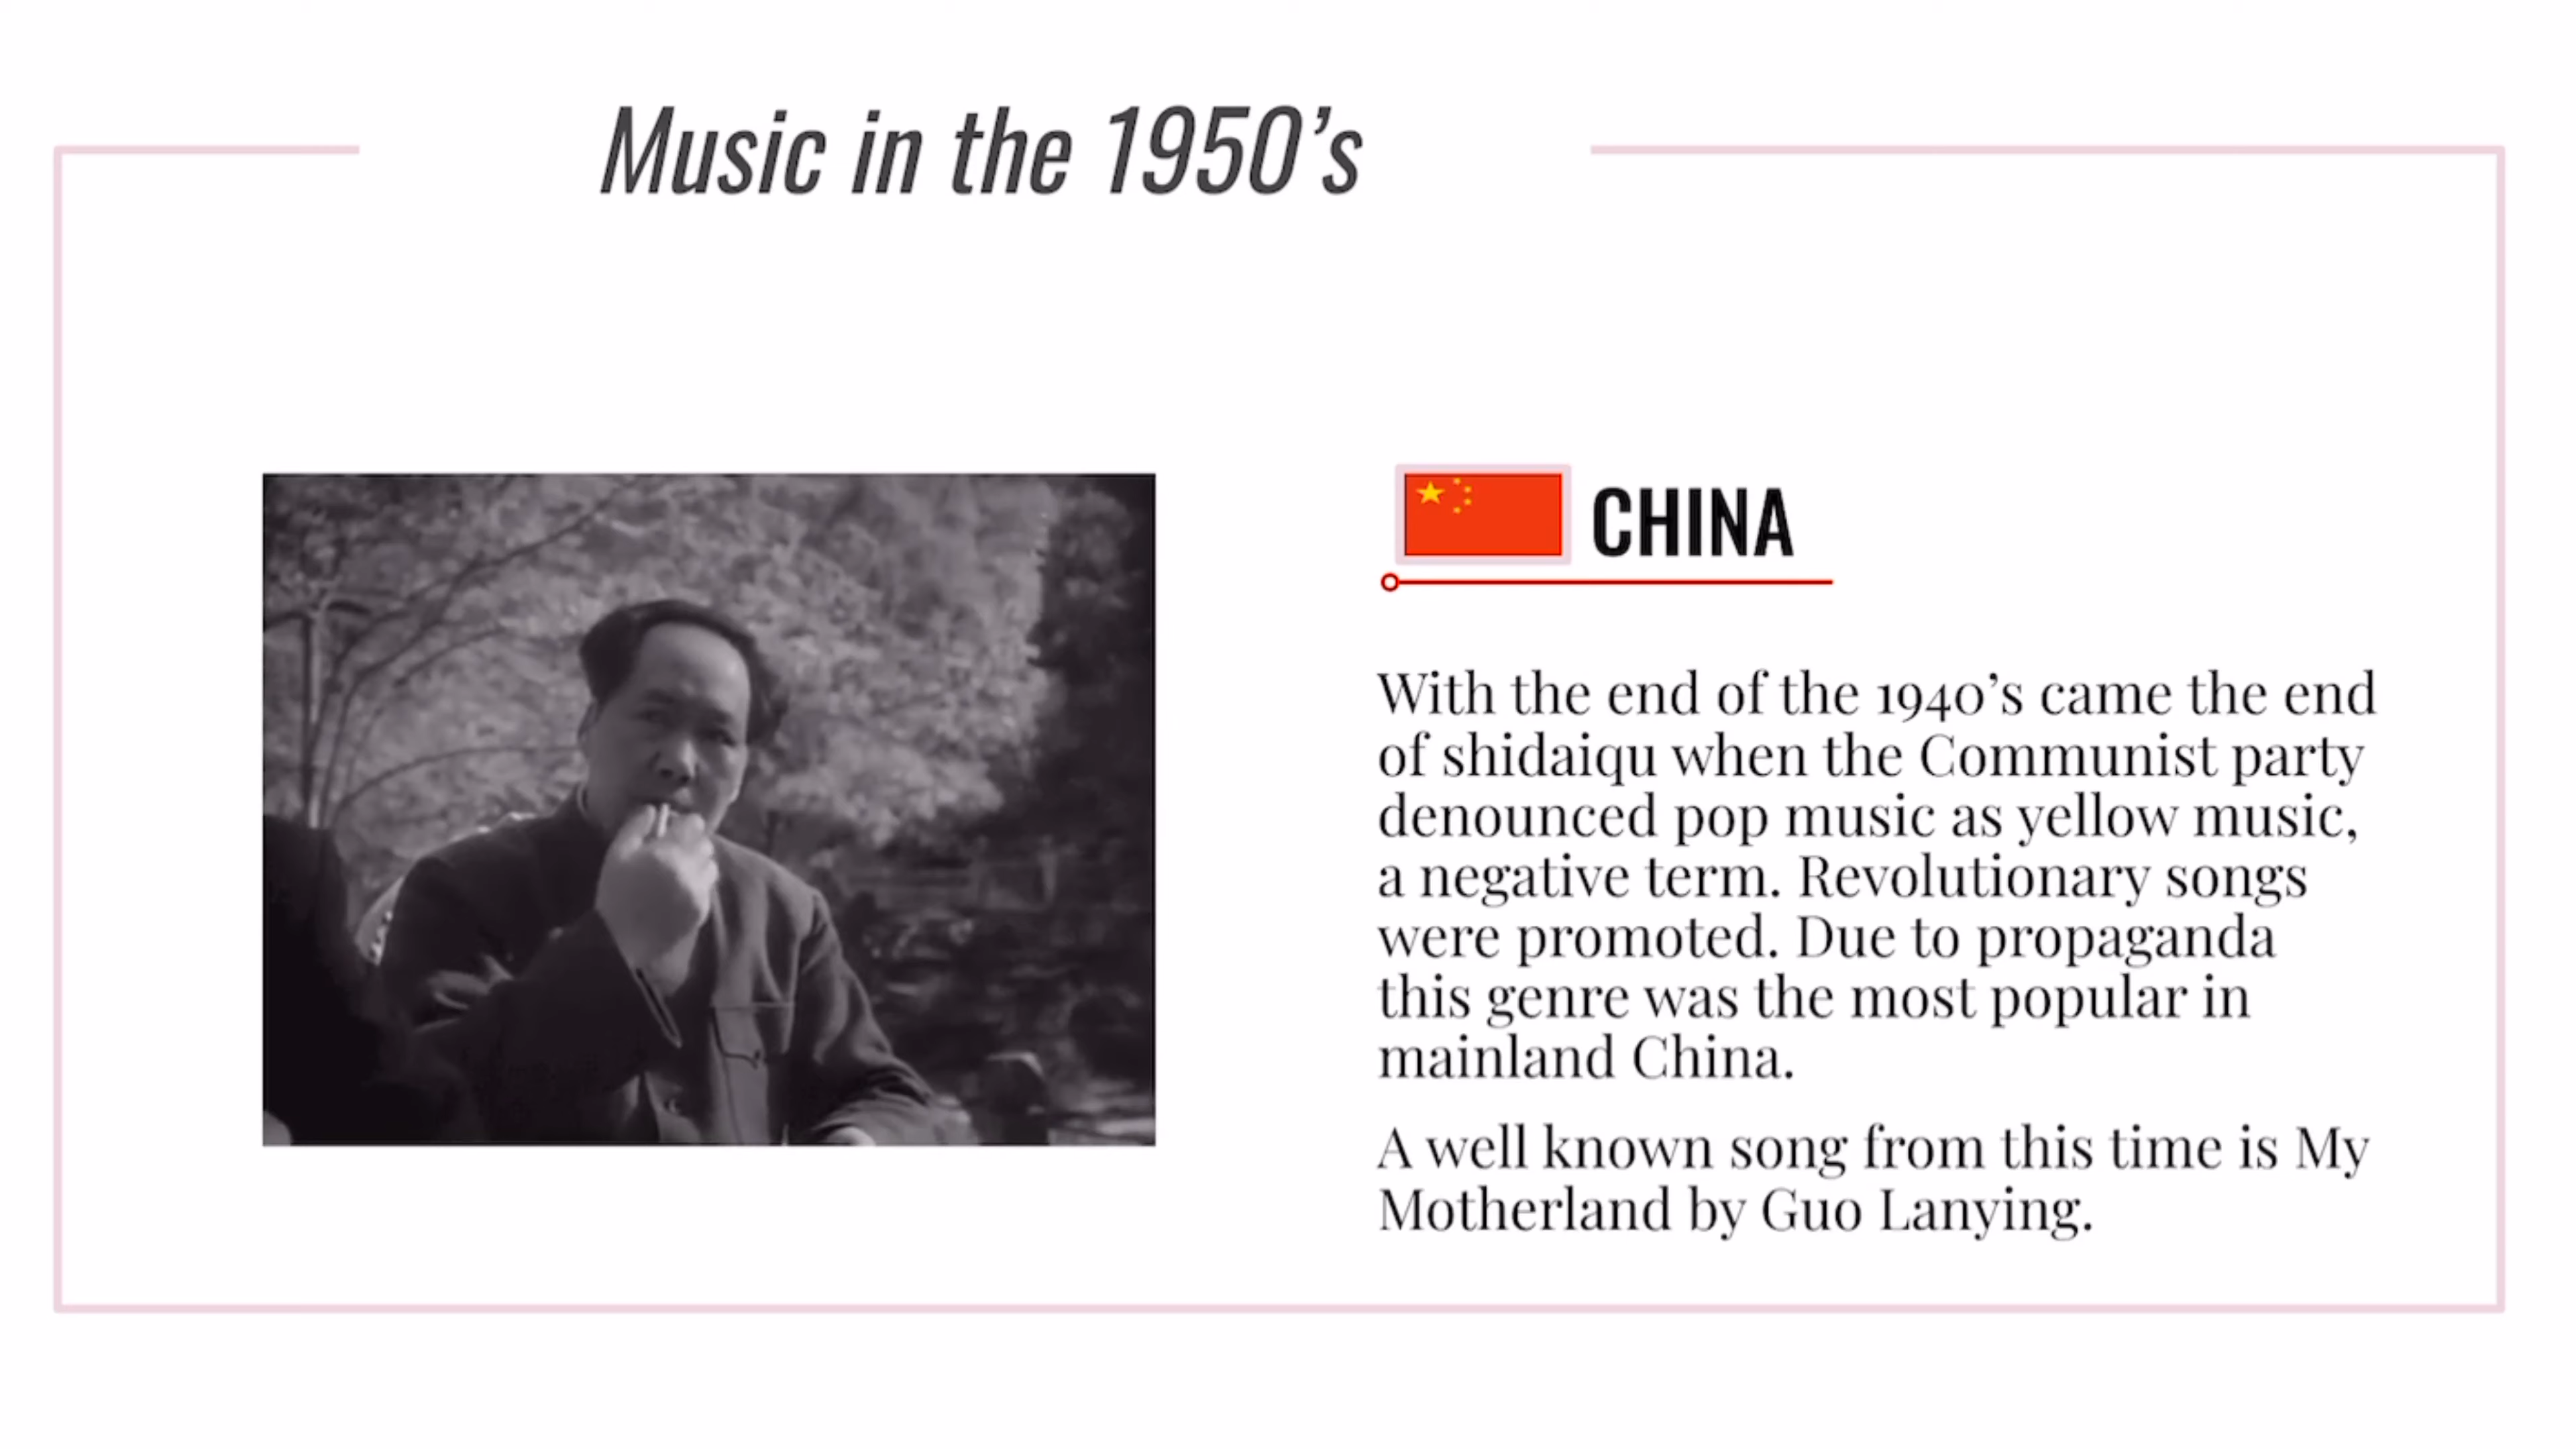 Music in the 1950’s
CHINA
With the end of the 1940’s came the end
of shidaiqu when the Communist party
denounced pop music as yellow music,
a negative term. Revolutionary songs
were promoted. Due to propaganda
this genre was the most popular in
mainland China.
A well known song from this time is My
Motherland by Guo Lanying.